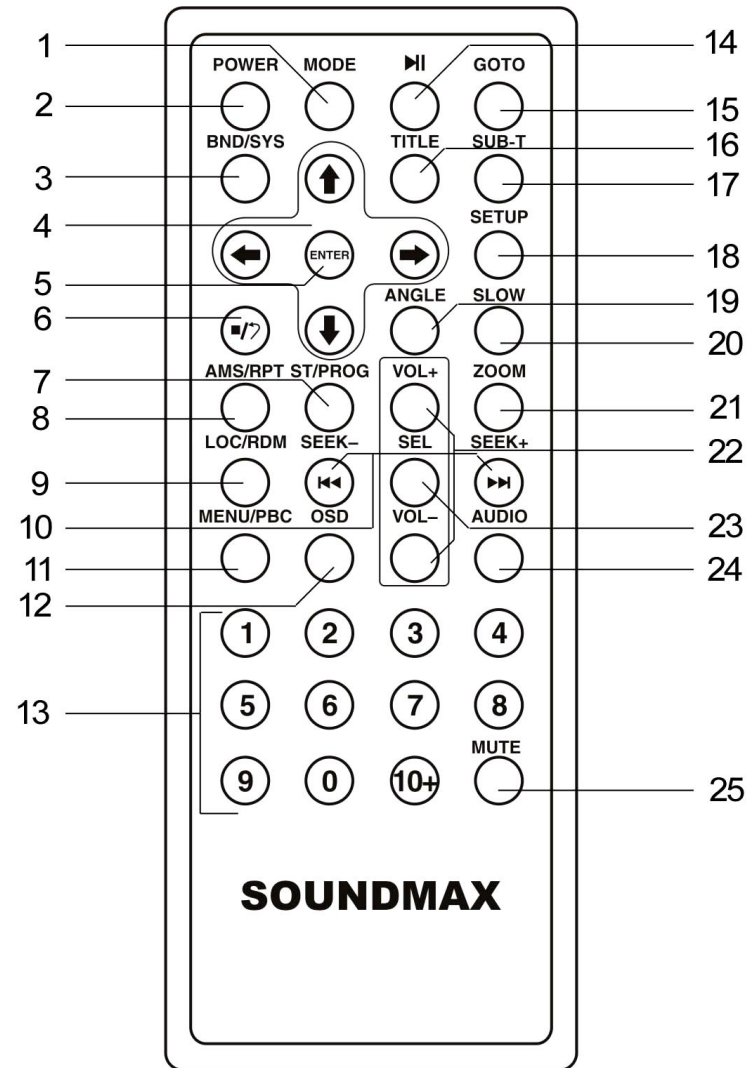 1
14
POWER MODE ⏯ GOTO
2
15
BND/SYS TITLE SUB-T
16
3
17
4
SETUP
ENTER
18
5
ANGLE SLOW
19
6
20
7
AMS/RPT ST/PROG VOL+ ZOOM
8
21
LOC/RDM SEEK– SEL SEEK+
22
9
10
23
MENU/PBC OSD VOL– AUDIO
11
24
12
1 2 3 4
13
5 6 7 8
MUTE
9 0 10+
25
SOUNDMAX